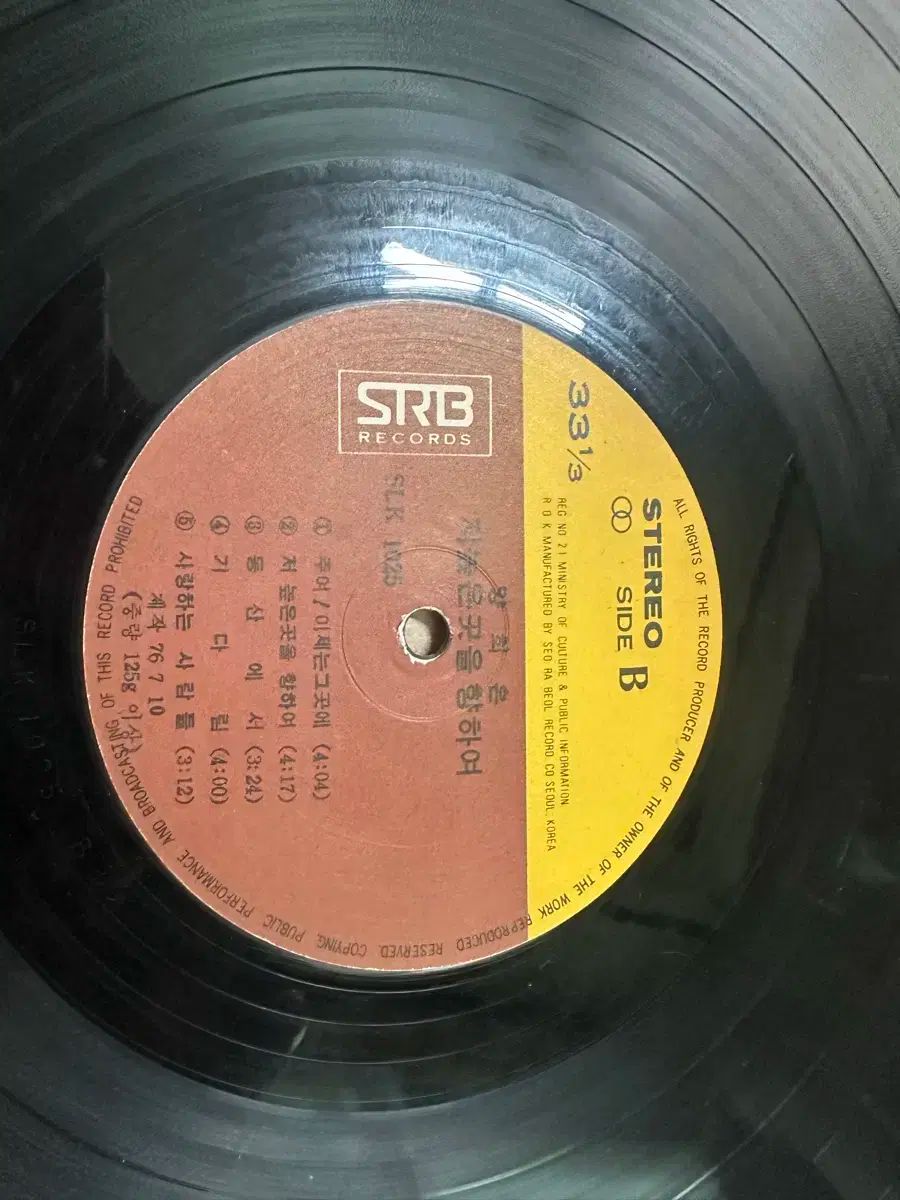 ALL RIGHTS OF THE RECORD PRODUCER AND OF THE OWNER OF THE WORK REPRODUCED RESERVED. COPYING, PUBLIC PERFORMANCE AND BROADCASTING OF THIS RECORD PROHIBITED
STEREO
SIDE B
33⅓
REG NO 21 MINISTRY OF CULTURE & PUBLIC INFORMATION
R O K MANUFACTURED BY SEO RA BEOL RECORD CO SEOUL, KOREA
SRB
RECORDS
양희은
저높은곳을향하여
SLK 1025
① 주여/이제는그곳에 (4:04)
② 저 높은곳을 향하여 (4:17)
③ 동산에서 (3:24)
④ 기다림 (4:00)
⑤ 사랑하는 사람들 (3:12)
제작 76 7 10
(중량 125g 이상)